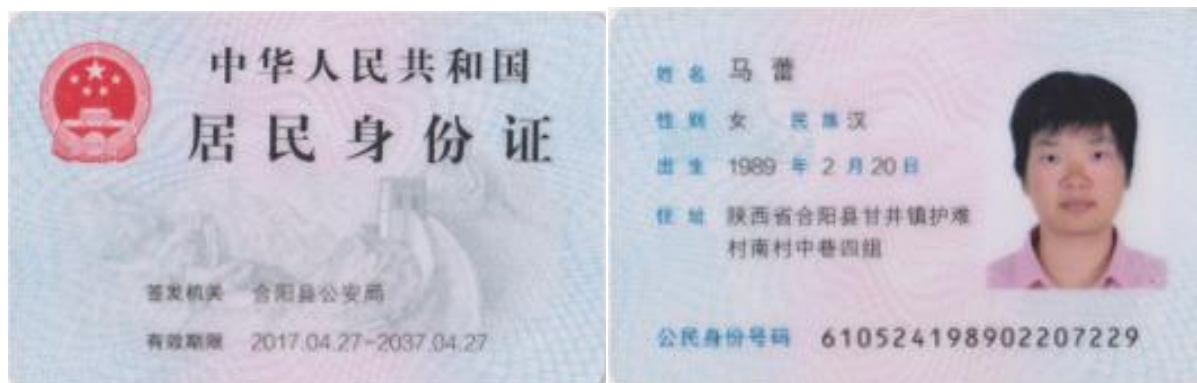 中华人民共和国
居民身份证
签发机关 合阳县公安局
有效期限 2017.04.27-2037.04.27
姓名 马蕾
性别 女 民族 汉
出生 1989 年 2 月 20 日
住址 陕西省合阳县甘井镇护难
村南村中巷四组
公民身份号码 610524198902207229